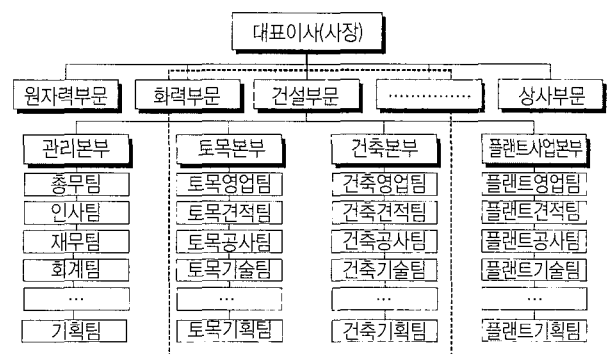 대표이사(사장)
원자력부문 화력부문 건설부문 …………… 상사부문
관리본부 토목본부 건축본부 플랜트사업본부
총무팀 토목영업팀 건축영업팀 플랜트영업팀
인사팀 토목견적팀 건축견적팀 플랜트견적팀
재무팀 토목공사팀 건축공사팀 플랜트공사팀
회계팀 토목기술팀 건축기술팀 플랜트기술팀
… … … …
기획팀 토목기획팀 건축기획팀 플랜트기획팀